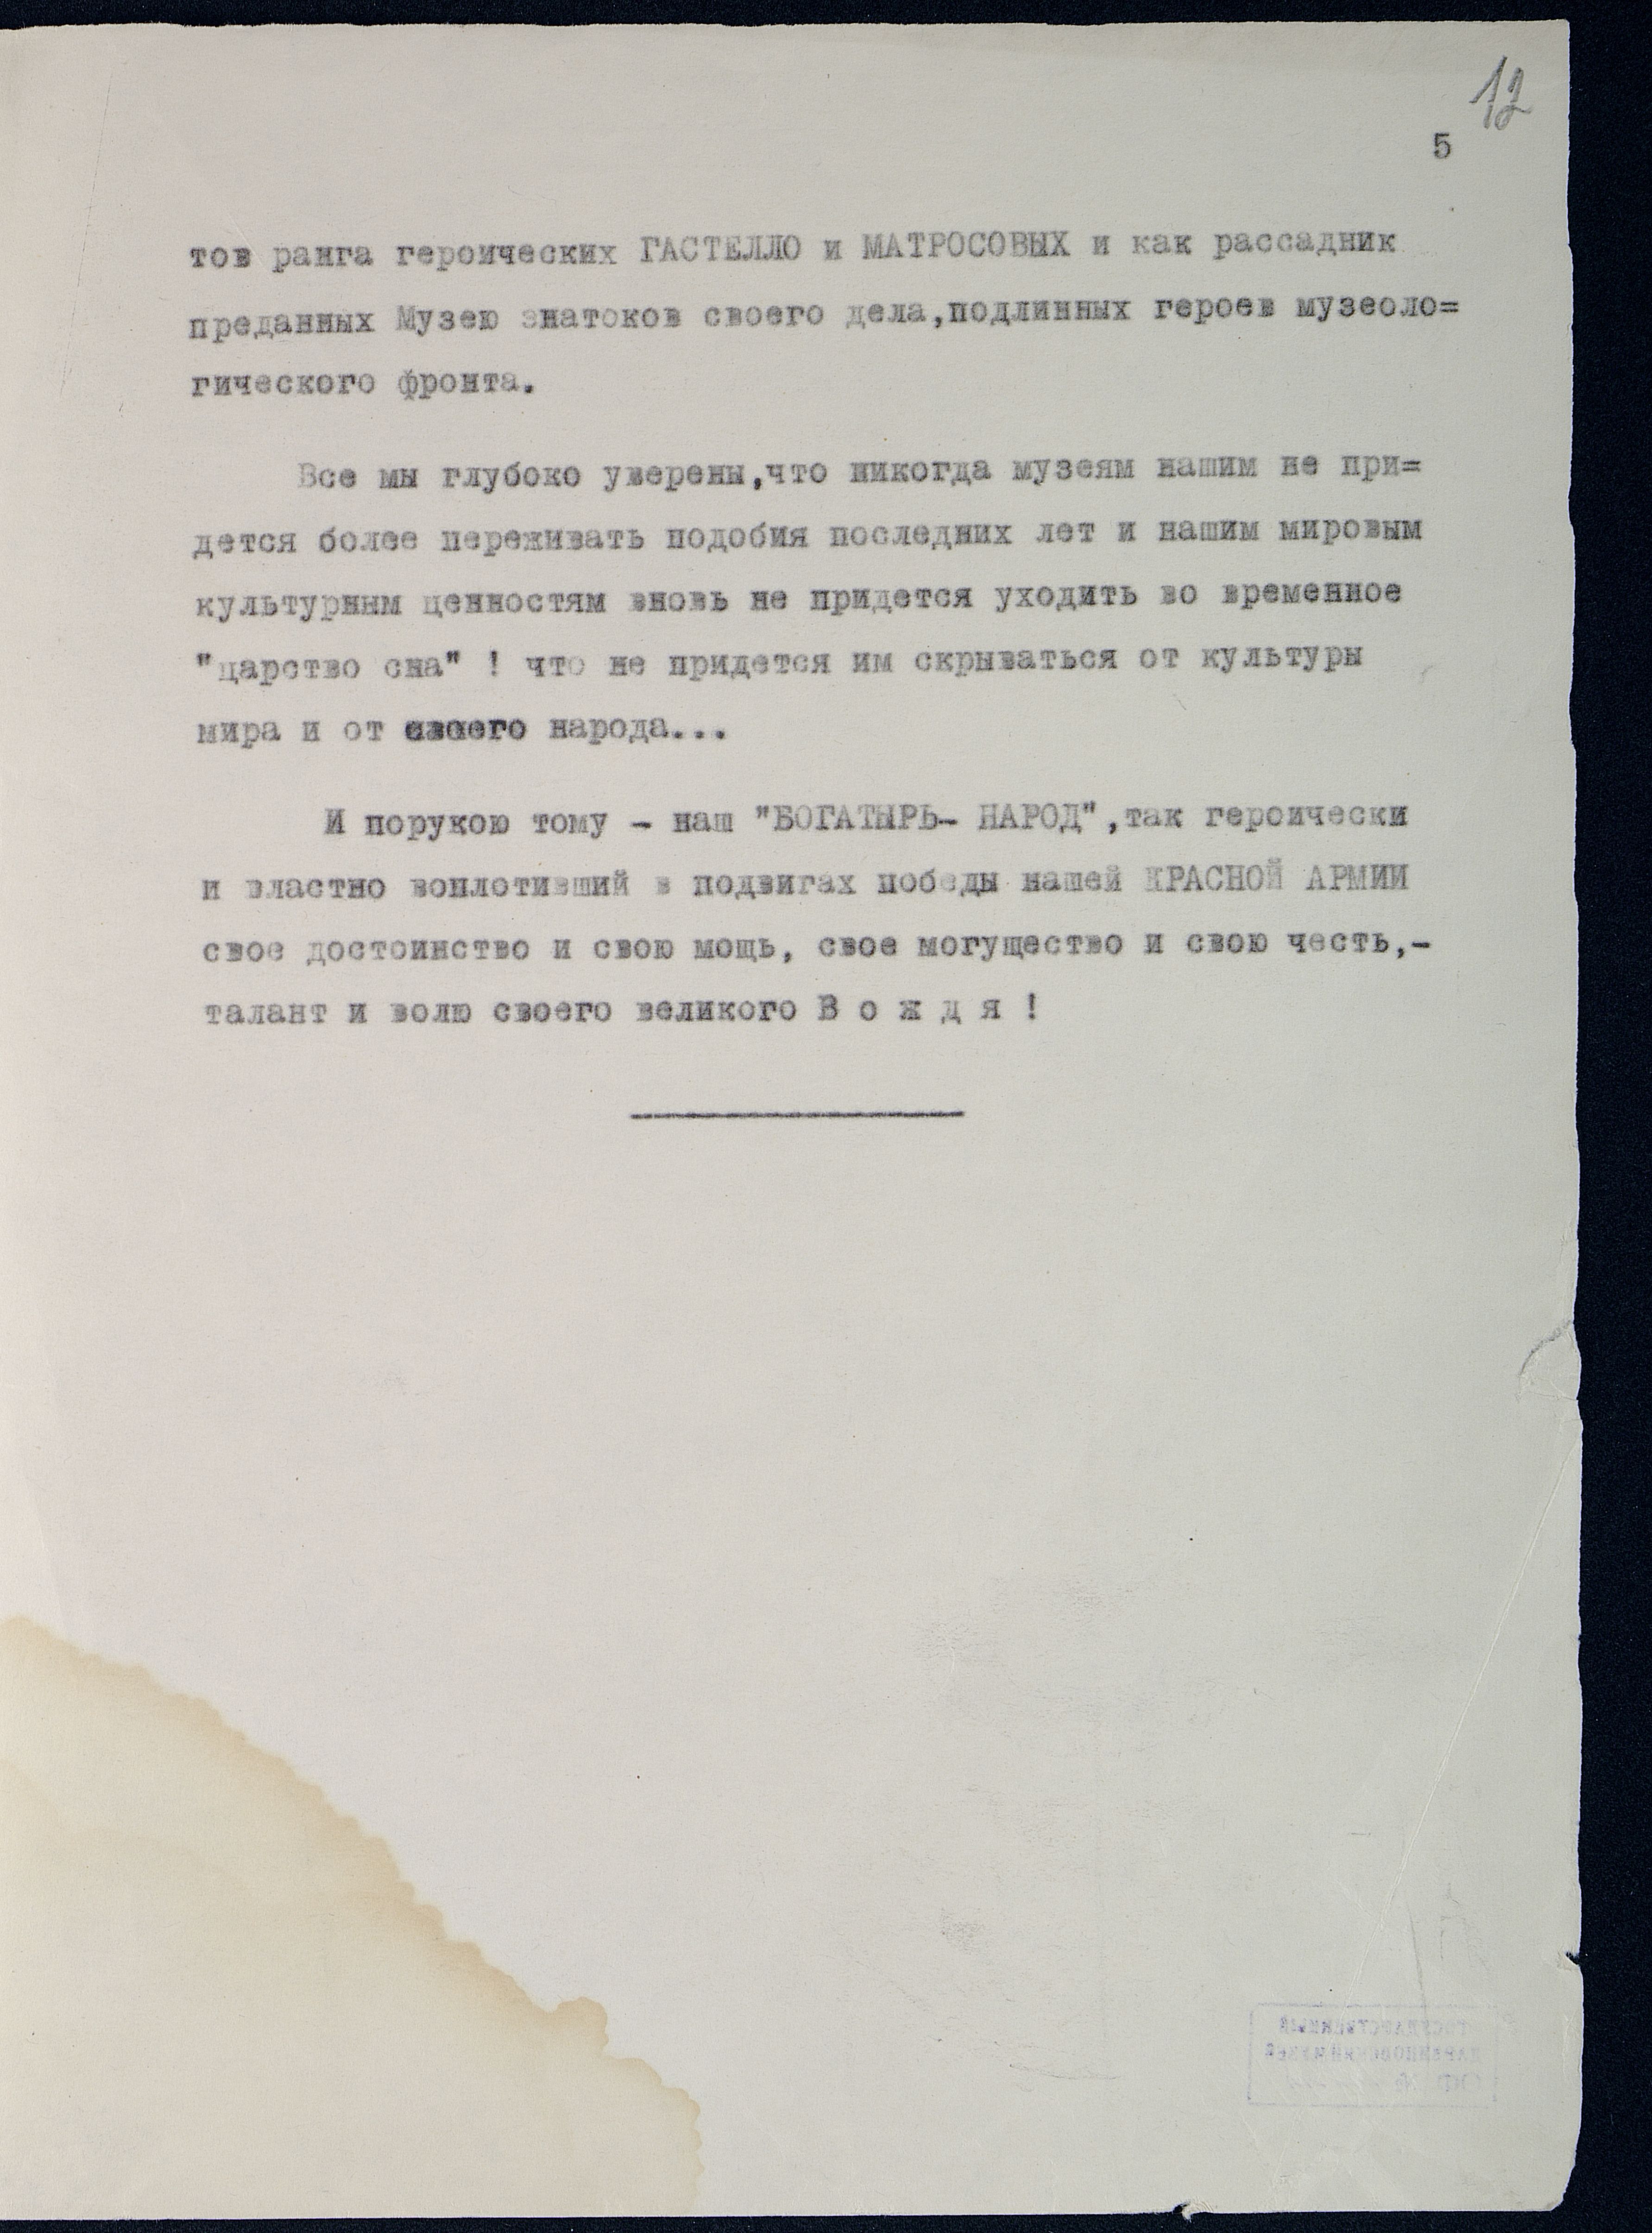 12
5
тов ранга героических ГАСТЕЛЛО и МАТРОСОВЫХ и как рассадник
преданных Музею знатоков своего дела,подлинных героев музеоло=
гического фронта.
Все мы глубоко уверены,что никогда музеям нашим не при=
дется более переживать подобия последних лет и нашим мировым
культурным ценностям вновь не придется уходить во временное
"царство сна" ! что не придется им скрываться от культуры
мира и от своего народа...
И порукою тому - наш "БОГАТЫРЬ- НАРОД",так героически
и властно воплотивший в подвигах победы нашей КРАСНОЙ АРМИИ
свое достоинство и свою мощь, свое могущество и свою честь,-
талант и волю своего великого В о ж д я !
ГОСУДАРСТВЕННЫЙ
ДАРВИНОВСКИЙ МУЗЕЙ